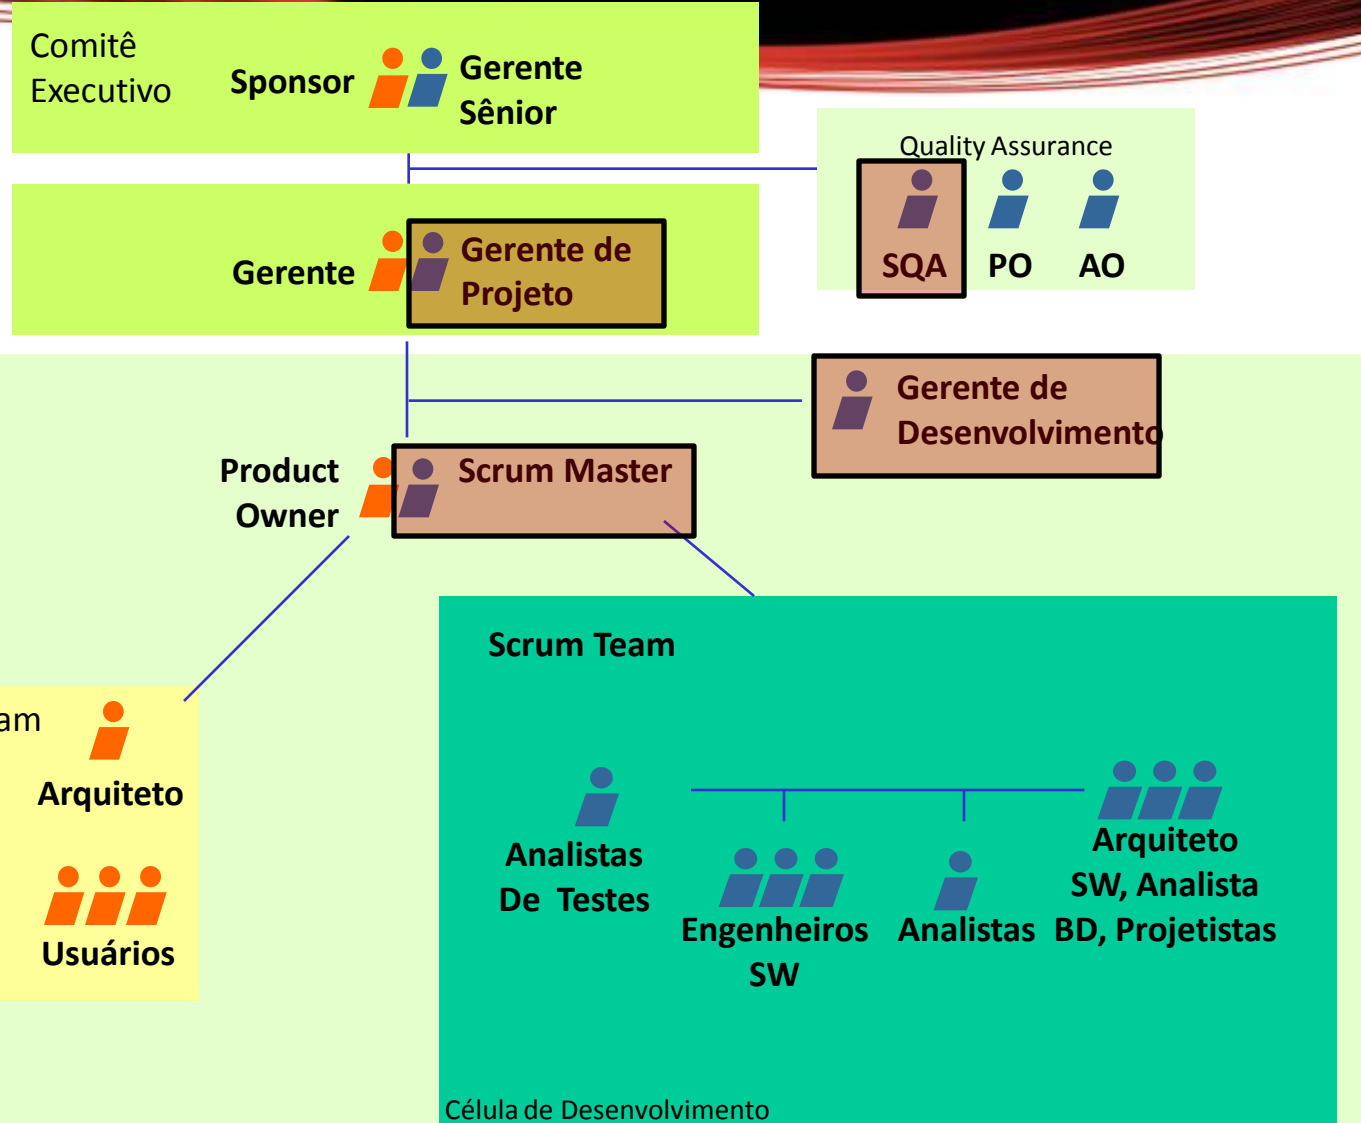 Comitê
Executivo
Sponsor
Gerente
Sênior
Quality Assurance
SQA PO AO
Gerente
Gerente de
Projeto
Gerente de
Desenvolvimento
Product
Owner
Scrum Master
Scrum Team
am
Arquiteto
Usuários
Analistas
De Testes
Engenheiros
SW
Analistas
Arquiteto
SW, Analista
BD, Projetistas
Célula de Desenvolvimento